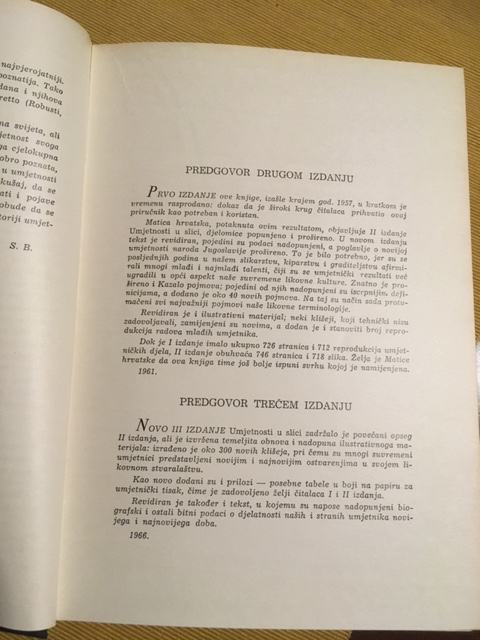 najvjerojatniji.
poznatija. Tako
dana i njihova
retto (Robusti,
na svijeta, ali
jetnost svoga
ga cjelokupna
dobro poznata,
u umjetnosti
kušaj, da se
ati i pojave
obude da se
toriji umjet-
S. B.
PREDGOVOR DRUGOM IZDANJU
PRVO IZDANJE ove knjige, izašle krajem god. 1957, u kratkom je
vremenu rasprodano: dokaz da je široki krug čitalaca prihvatio ovaj
priručnik kao potreban i koristan.
Matica hrvatska, potaknuta ovim rezultatom, objavljuje II izdanje
Umjetnosti u slici, djelomice popunjeno i prošireno. U novom izdanju
tekst je revidiran, pojedini su podaci nadopunjeni, a poglavlje o novijoj
umjetnosti naroda Jugoslavije prošireno. To je bilo potrebno, jer su se
posljednjih godina u našem slikarstvu, kiparstvu i graditeljstvu afirmi-
rali mnogi mlađi i najmlađi talenti, čiji su se umjetnički rezultati već
ugradili u opći aspekt naše suvremene likovne kulture. Znatno je pro-
šireno i Kazalo pojmova; pojedini od njih nadopunjeni su iscrpnijim, defi-
nicijama, a dodano je oko 40 novih pojmova. Na taj su način sada protu-
mačeni svi najvažniji pojmovi naše likovne terminologije.
Revidiran je i ilustrativni materijal; neki klišeji, koji tehnički nisu
zadovoljavali, zamijenjeni su novima, a dodan je i stanoviti broj repro-
dukcija radova mlađih umjetnika.
Dok je I izdanje imalo ukupno 726 stranica i 712 reprodukcija umjet-
ničkih djela, II izdanje obuhvaća 746 stranica i 718 slika. Želja je Matice
hrvatske da ova knjiga time još bolje ispuni svrhu kojoj je namijenjena.
1961.
PREDGOVOR TREĆEM IZDANJU
NOVO III IZDANJE Umjetnosti u slici zadržalo je povećani opseg
II izdanja, ali je izvršena temeljita obnova i nadopuna ilustrativnoga ma-
terijala: izrađeno je oko 300 novih klišeja, pri čemu su mnogi suvremeni
umjetnici predstavljeni novijim i najnovijim ostvarenjima u svojem li-
kovnom stvaralaštvu.
Kao novo dodani su i prilozi — posebne tabele u boji na papiru za
umjetnički tisak, čime je zadovoljeno želji čitalaca I i II izdanja.
Revidiran je također i tekst, u kojemu su napose nadopunjeni bio-
grafski i ostali bitni podaci o djelatnosti naših i stranih umjetnika novi-
jega i najnovijega doba.
1966.